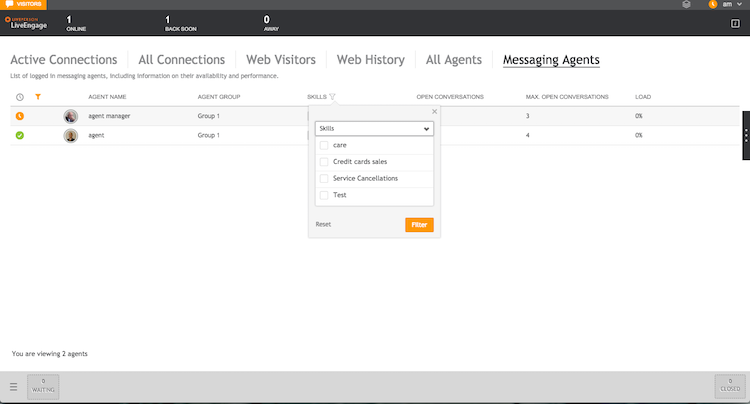 VISITORS
am
LIVEPERSON
LiveEngage
1
ONLINE
1
BACK SOON
0
AWAY
Active Connections
All Connections
Web Visitors
Web History
All Agents
Messaging Agents
List of logged in messaging agents, including information on their availability and performance.
AGENT NAME
AGENT GROUP
SKILLS
OPEN CONVERSATIONS
MAX. OPEN CONVERSATIONS
LOAD
agent manager
Group 1
3
0%
agent
Group 1
4
0%
Skills
care
Credit cards sales
Service Cancellations
Test
Reset
Filter
You are viewing 2 agents
0
WAITING
0
CLOSED